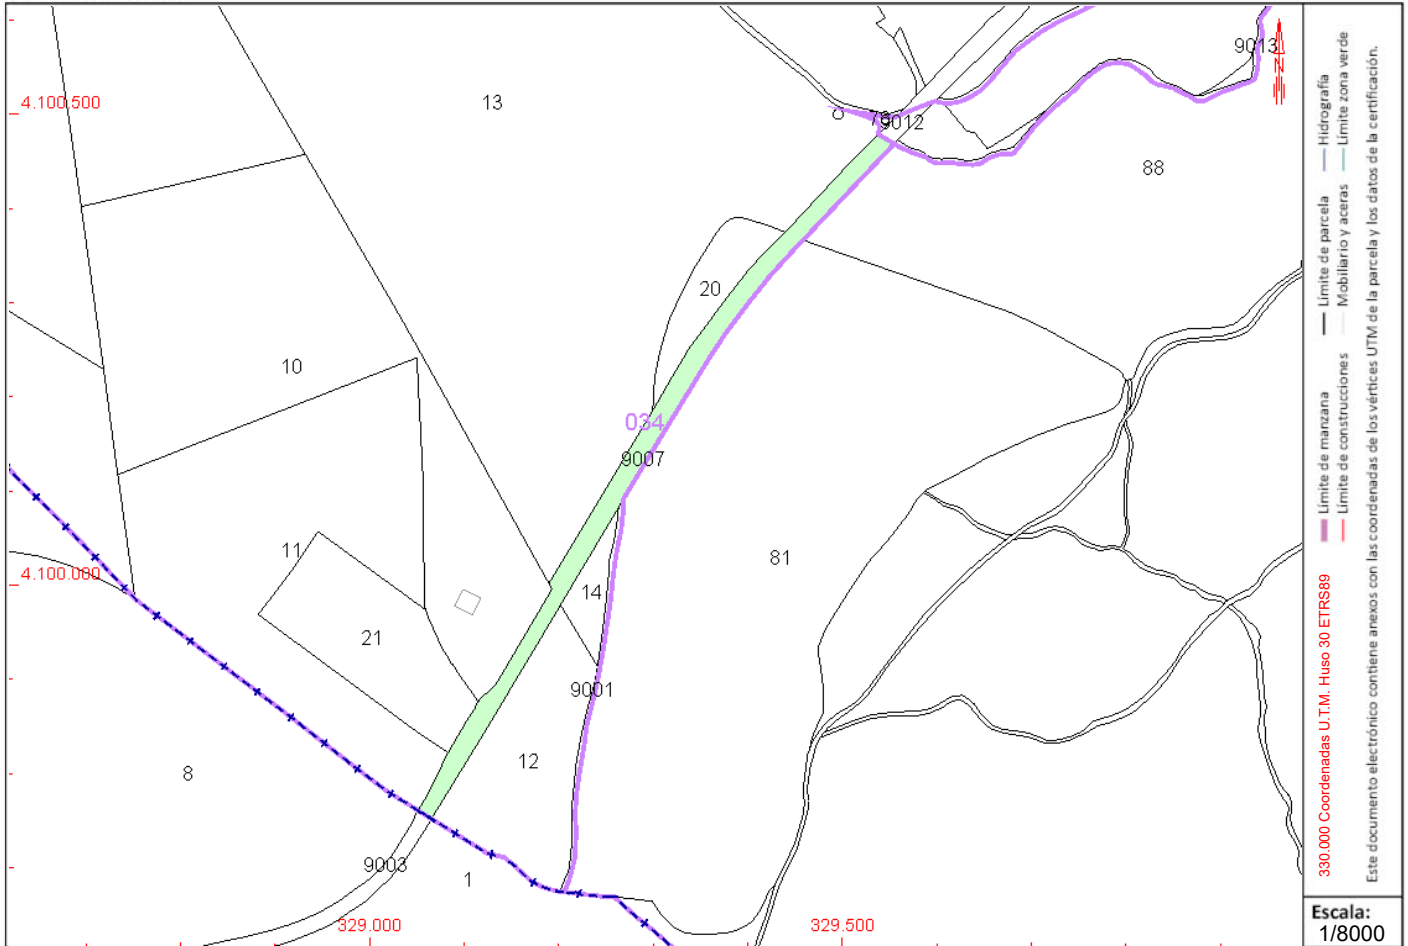 4.100.500
13
9013
N
76
9012
88
20
10
034
9007
11
4.100.000
81
14
21
9001
12
8
9003
1
329.000
329.500
Límite de manzana
Límite de parcela
Hidrografía
Límite de construcciones
Mobiliario y aceras
Límite zona verde
330.000 Coordenadas U.T.M. Huso 30 ETRS89
Este documento electrónico contiene anexos con las coordenadas de los vértices UTM de la parcela y los datos de la certificación.
Escala:
1/8000